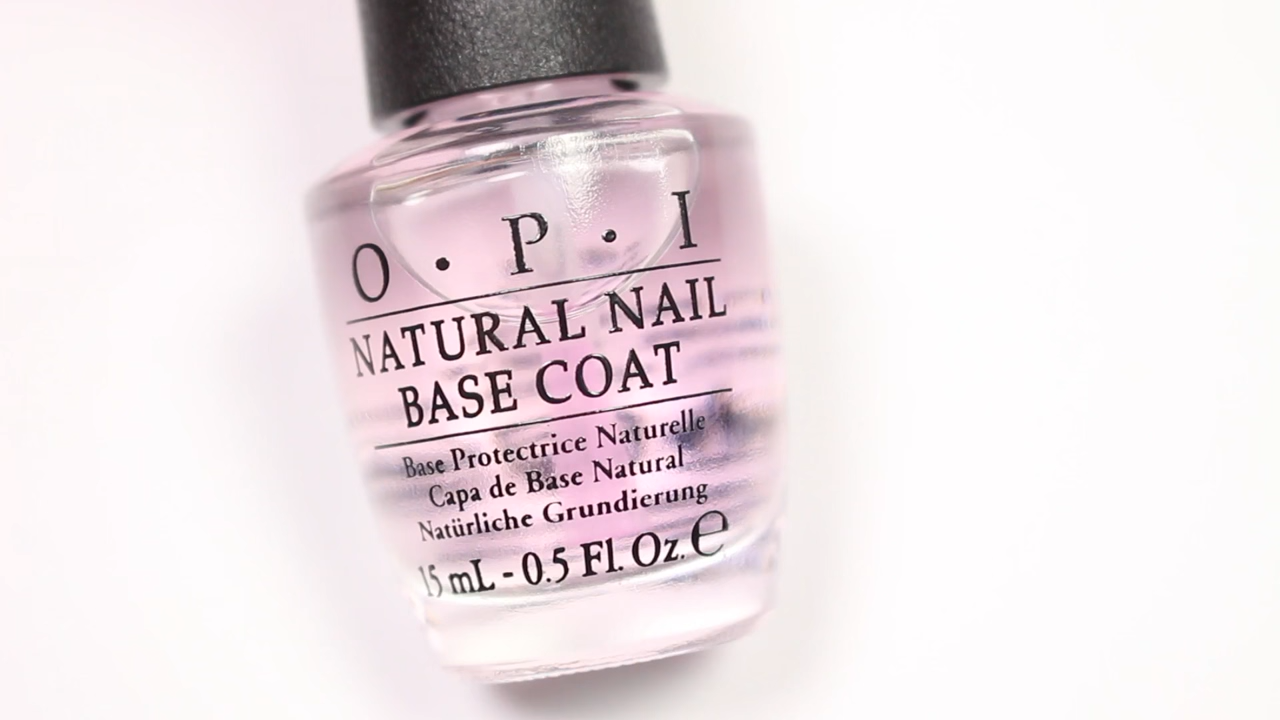 O • P • I
NATURAL NAIL
BASE COAT
Base Protectrice Naturelle
Capa de Base Natural
Natürliche Grundierung
15 mL - 0.5 Fl. Oz. ℮